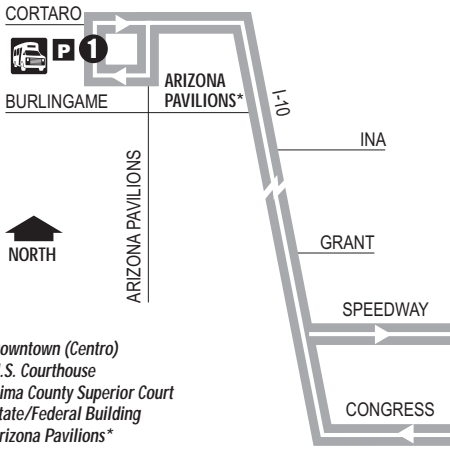 CORTARO
P 1
ARIZONA
PAVILIONS*
BURLINGAME
I-10
INA
ARIZONA PAVILIONS
NORTH
GRANT
SPEEDWAY
CONGRESS
owntown (Centro)
.S. Courthouse
ima County Superior Court
tate/Federal Building
rizona Pavilions*